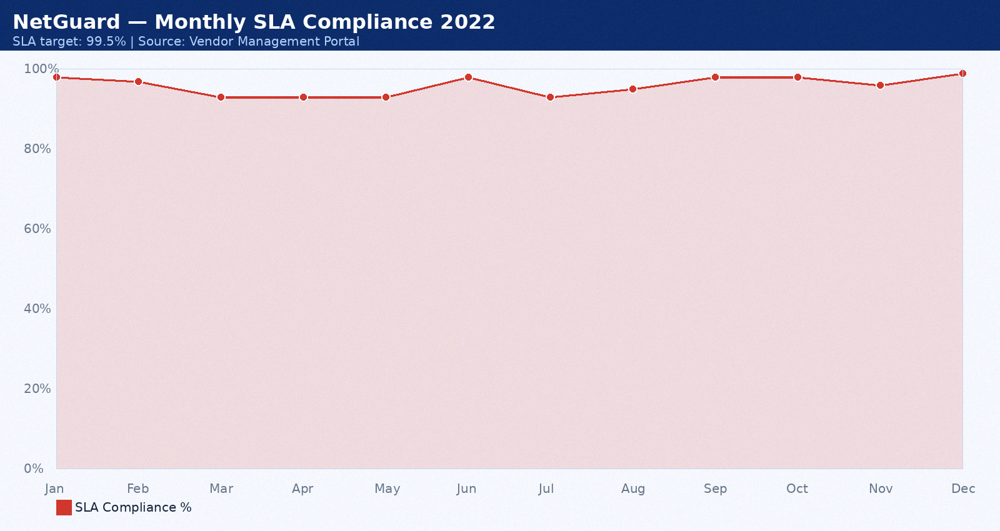 NetGuard — Monthly SLA Compliance 2022
SLA target: 99.5% | Source: Vendor Management Portal
100%
80%
60%
40%
20%
0%
Jan Feb Mar Apr May Jun Jul Aug Sep Oct Nov Dec
SLA Compliance %